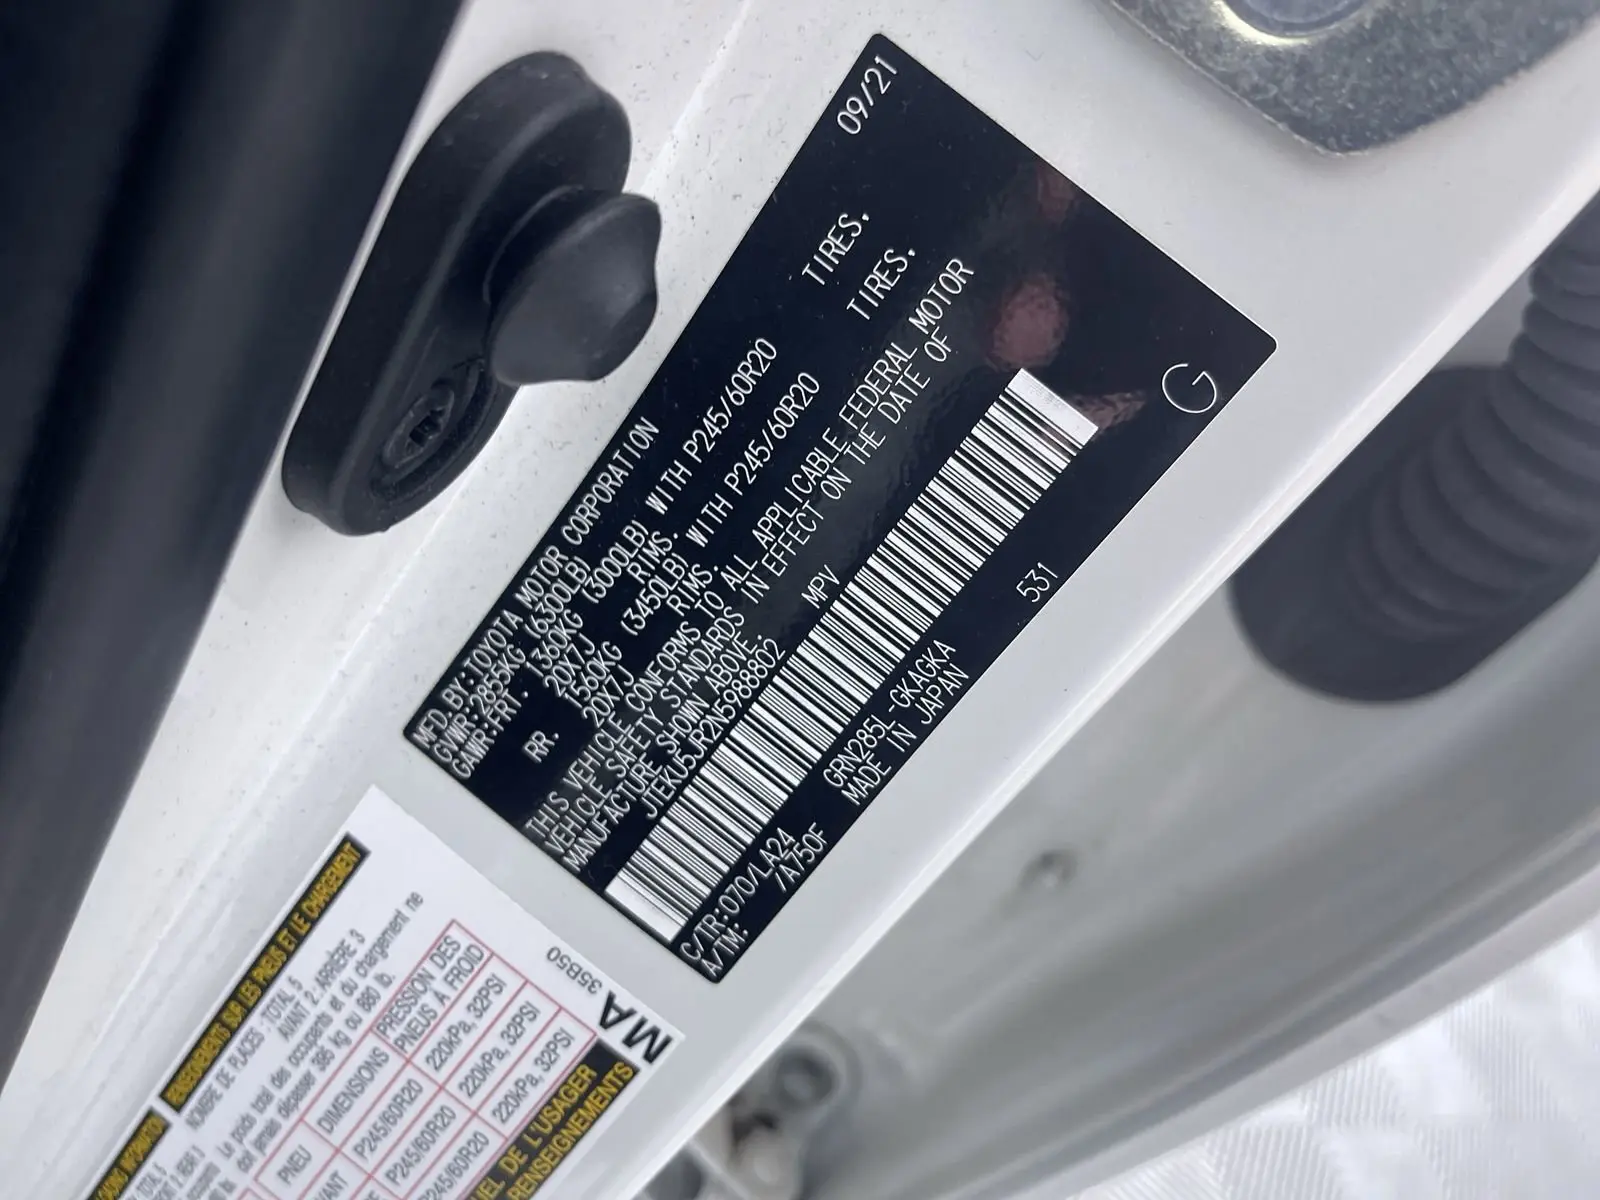 09/21
MFD.BY:TOYOTA MOTOR CORPORATION
GVWR:2855KG (6300LB)
GAWR:FRT. 1360KG (3000LB) WITH P245/60R20 TIRES.
20X7J RIMS.
RR. 1560KG (3450LB) WITH P245/60R20 TIRES.
20X7J RIMS.
THIS VEHICLE CONFORMS TO ALL APPLICABLE FEDERAL MOTOR
VEHICLE SAFETY STANDARDS IN EFFECT ON THE DATE OF
MANUFACTURE SHOWN ABOVE.
JTEKU5JR2N5988802 MPV
C/TR:070/LA24 GRN285L-GKAGKA 531 G
A/TM: /A750F MADE IN JAPAN
RENSEIGNEMENTS SUR LES PNEUS ET LE CHARGEMENT
NOMBRE DE PLACES : TOTAL 5
AVANT 2 : ARRIÈRE 3
Le poids total des occupants et du chargement ne
doit jamais dépasser 395 kg ou 880 lb.
PNEU DIMENSIONS PRESSION DES PNEUS À FROID
P245/60R20 220kPa, 32PSI
P245/60R20 220kPa, 32PSI
P245/60R20 220kPa, 32PSI
DE L'USAGER
RENSEIGNEMENTS
35B50
MA